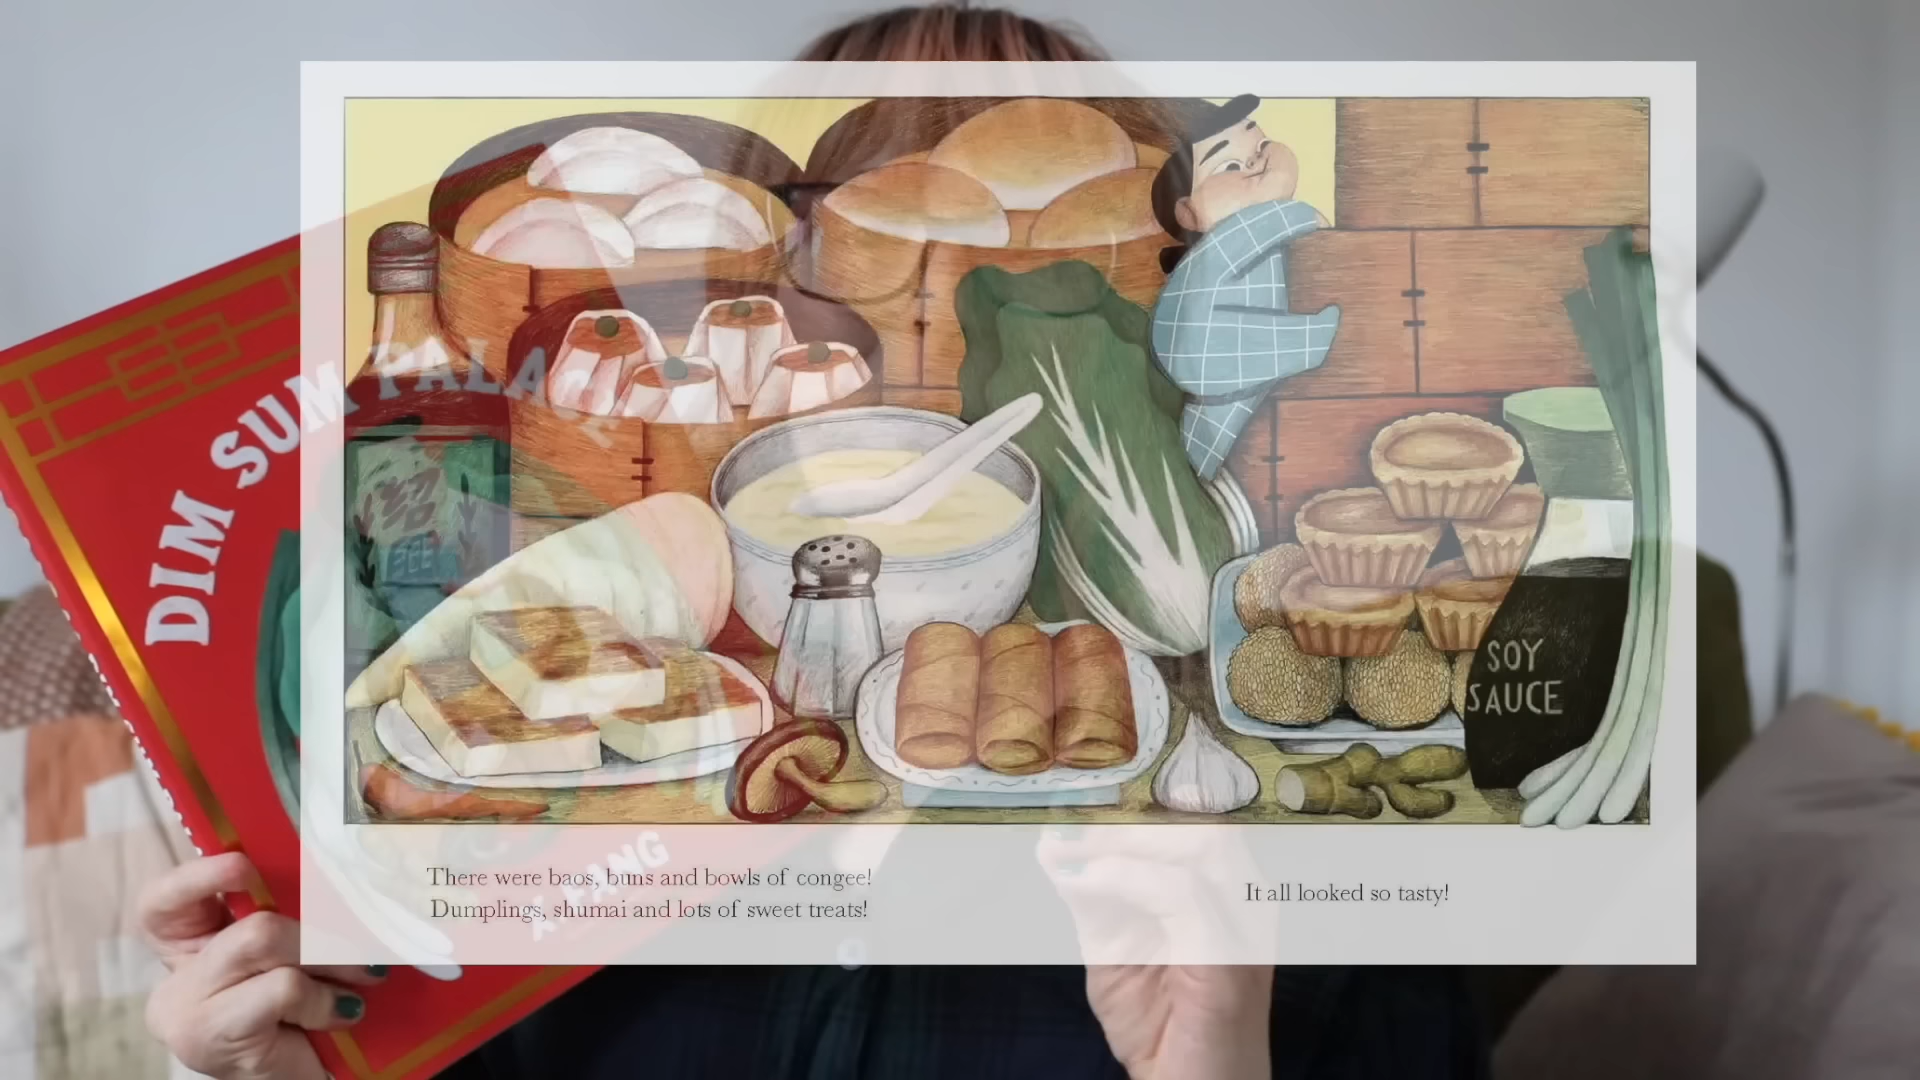 DIM SUM PALACE
X. FANG
SOY
SAUCE
There were baos, buns and bowls of congee!
Dumplings, shumai and lots of sweet treats!
It all looked so tasty!